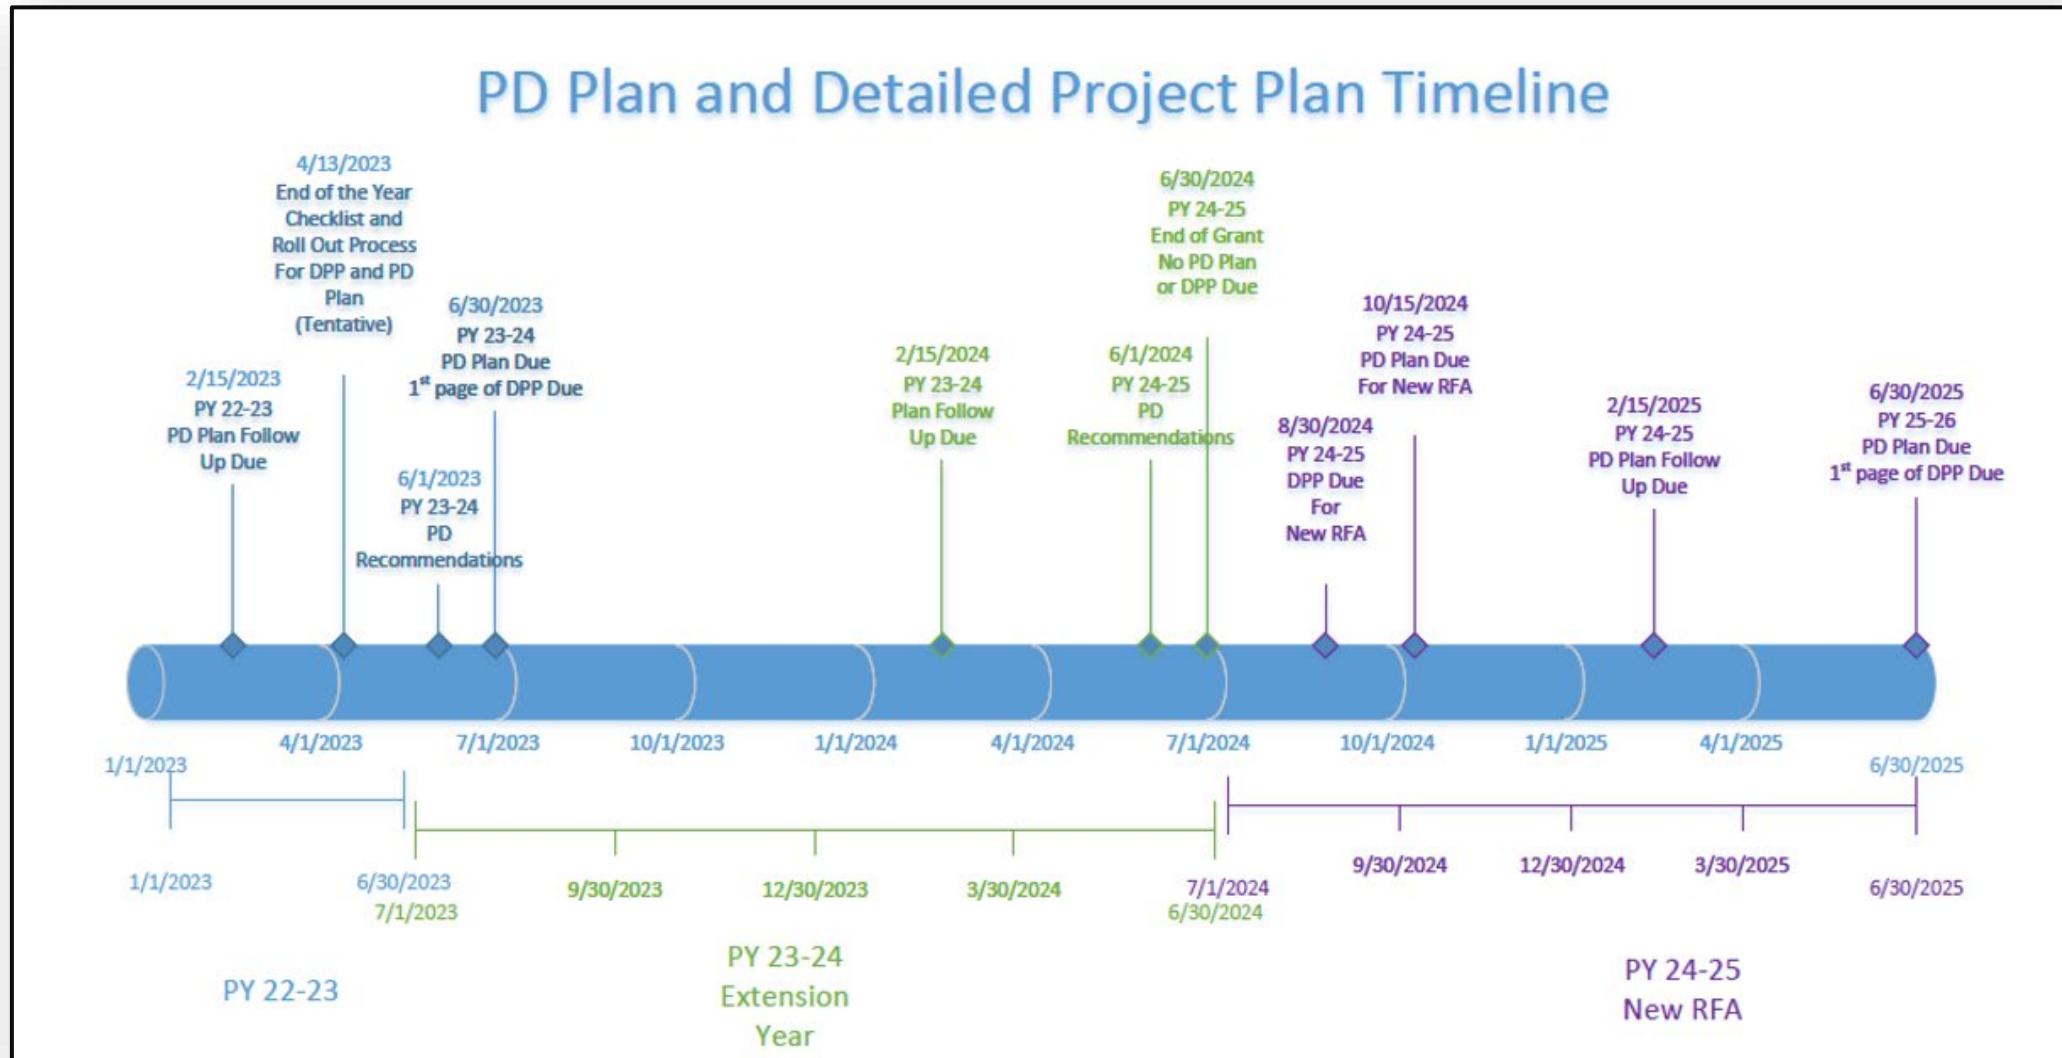 PD Plan and Detailed Project Plan Timeline
4/13/2023
End of the Year
Checklist and
Roll Out Process
For DPP and PD
Plan
(Tentative)
2/15/2023
PY 22-23
PD Plan Follow
Up Due
6/30/2023
PY 23-24
PD Plan Due
1st page of DPP Due
6/1/2023
PY 23-24
PD
Recommendations
2/15/2024
PY 23-24
Plan Follow
Up Due
6/1/2024
PY 24-25
PD
Recommendations
6/30/2024
PY 24-25
End of Grant
No PD Plan
or DPP Due
8/30/2024
PY 24-25
DPP Due
For
New RFA
10/15/2024
PY 24-25
PD Plan Due
For New RFA
2/15/2025
PY 24-25
PD Plan Follow
Up Due
6/30/2025
PY 25-26
PD Plan Due
1st page of DPP Due
4/1/2023
7/1/2023
10/1/2023
1/1/2024
4/1/2024
7/1/2024
10/1/2024
1/1/2025
4/1/2025
1/1/2023
6/30/2025
1/1/2023
6/30/2023
7/1/2023
9/30/2023
12/30/2023
3/30/2024
7/1/2024
6/30/2024
9/30/2024
12/30/2024
3/30/2025
6/30/2025
PY 22-23
PY 23-24
Extension
Year
PY 24-25
New RFA